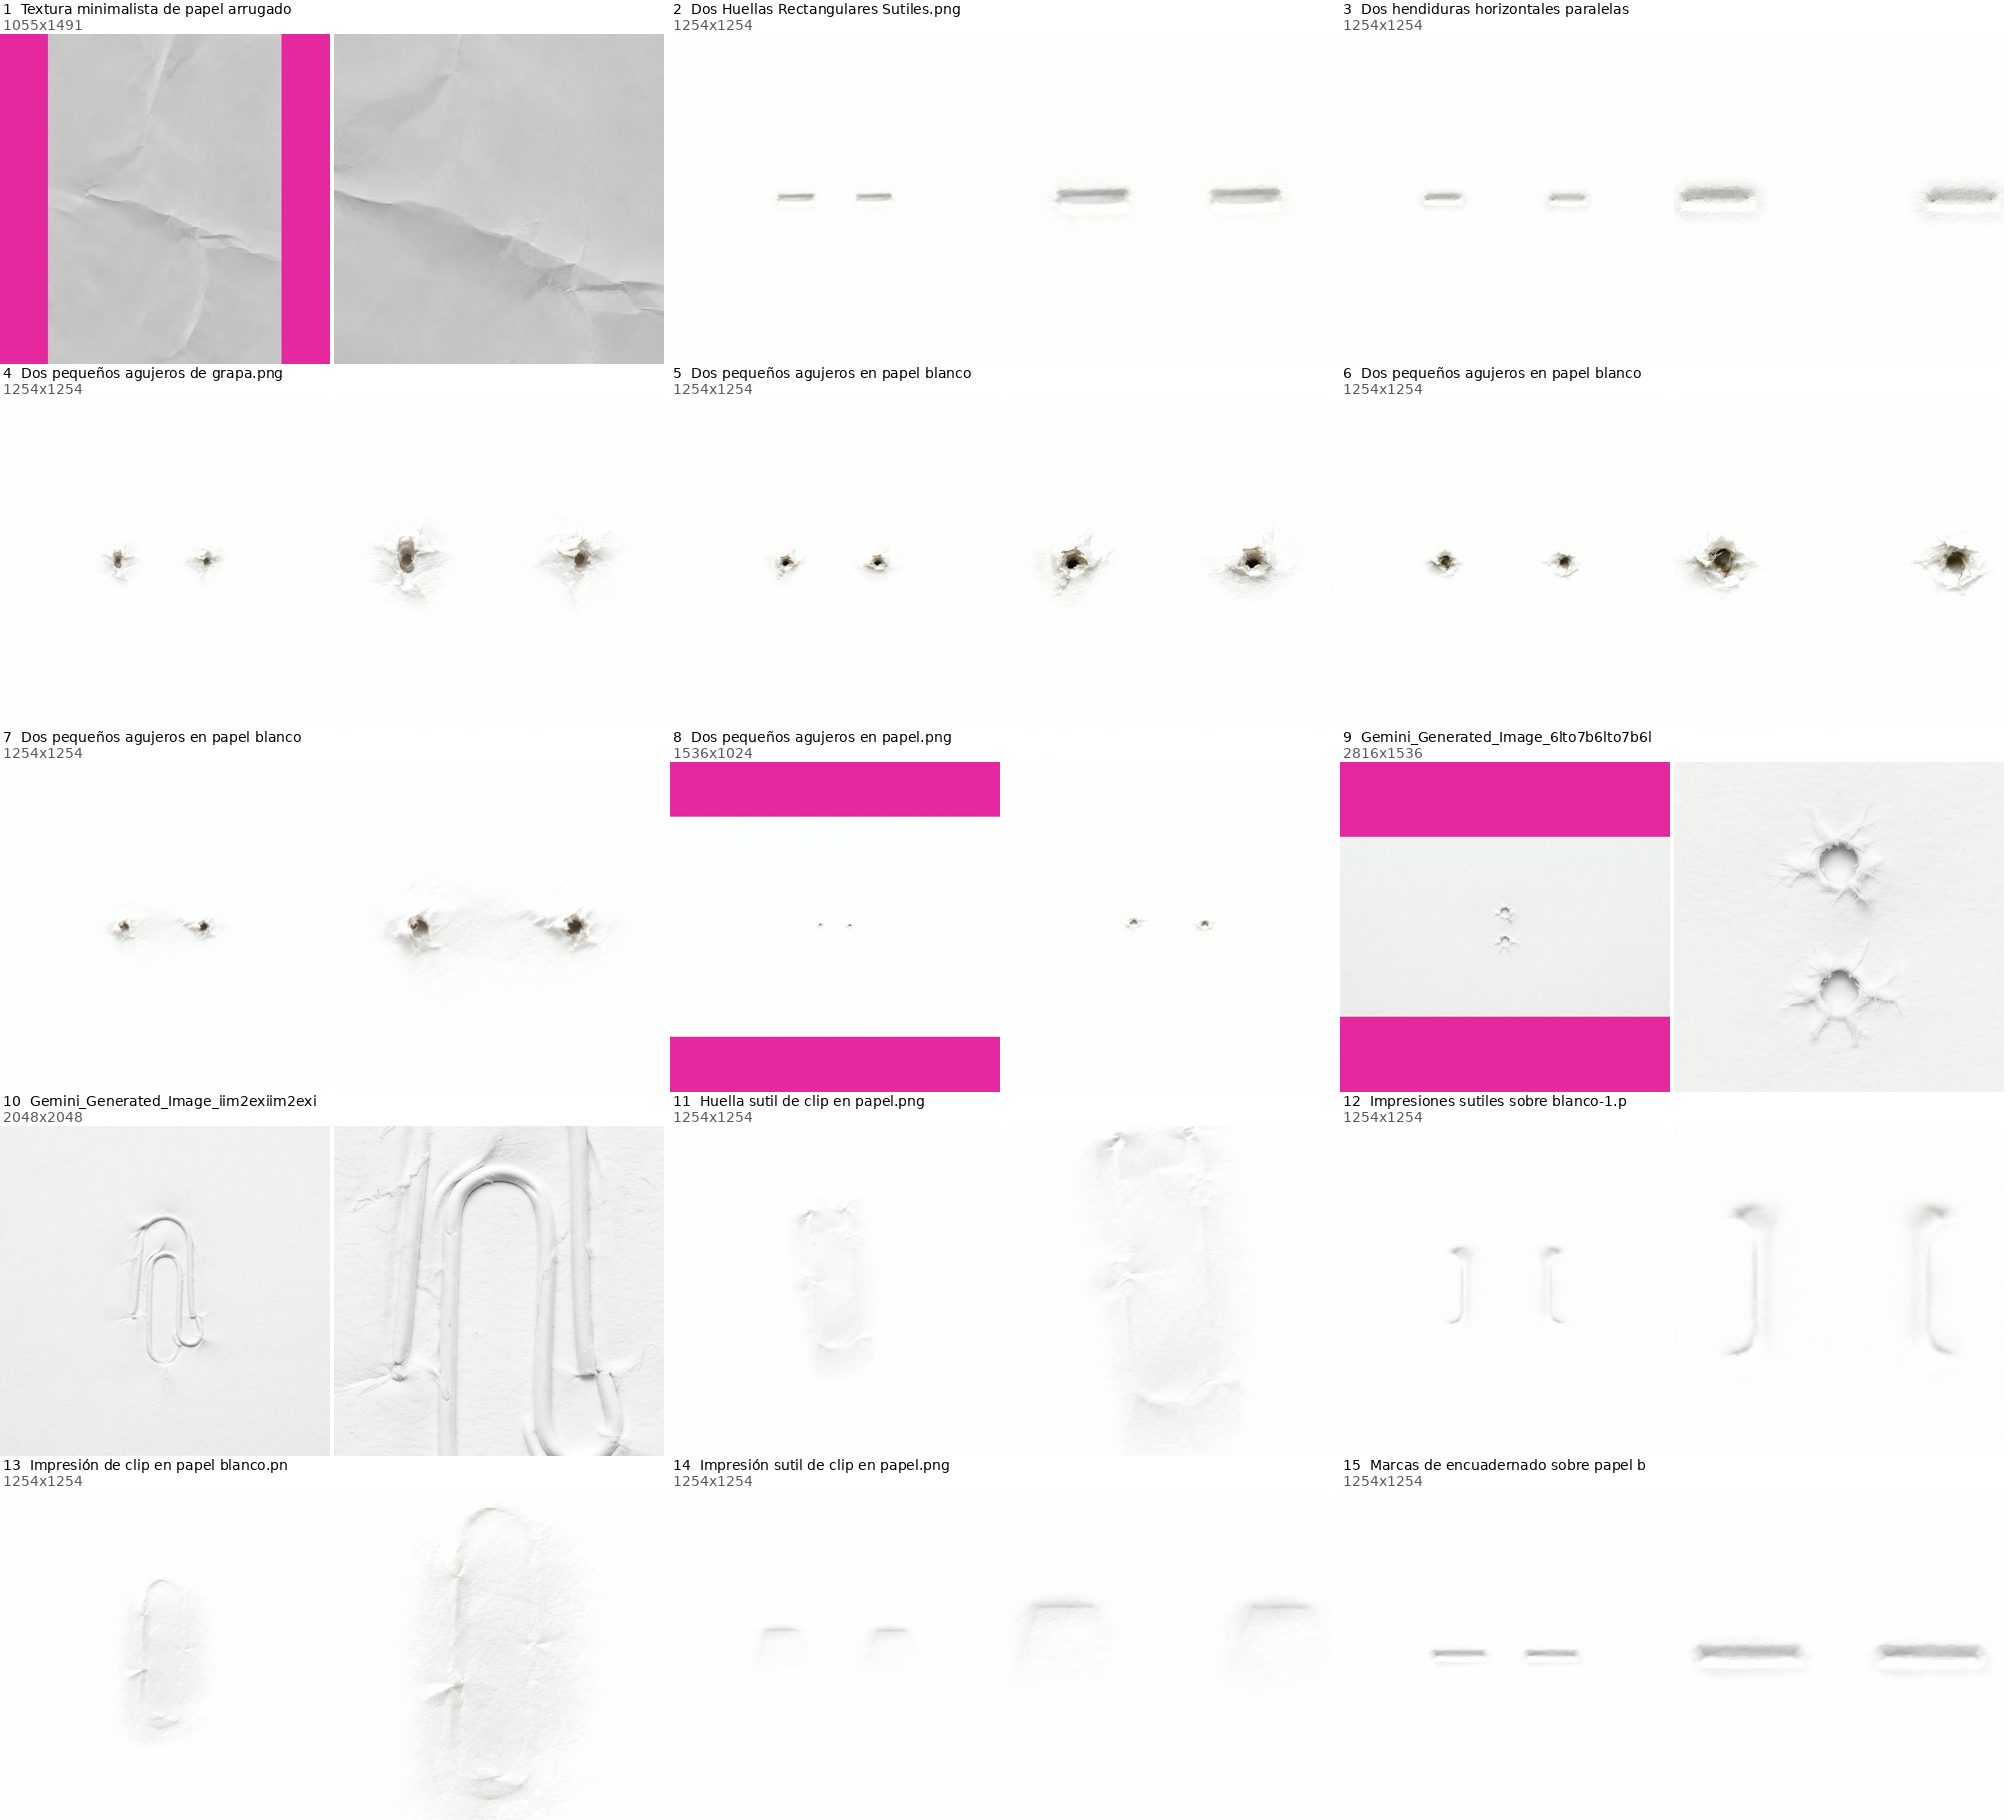 1 Textura minimalista de papel arrugado
1055x1491
2 Dos Huellas Rectangulares Sutiles.png
1254x1254
3 Dos hendiduras horizontales paralelas
1254x1254
4 Dos pequeños agujeros de grapa.png
1254x1254
5 Dos pequeños agujeros en papel blanco
1254x1254
6 Dos pequeños agujeros en papel blanco
1254x1254
7 Dos pequeños agujeros en papel blanco
1254x1254
8 Dos pequeños agujeros en papel.png
1536x1024
9 Gemini_Generated_Image_6lto7b6lto7b6l
2816x1536
10 Gemini_Generated_Image_iim2exiim2exi
2048x2048
11 Huella sutil de clip en papel.png
1254x1254
12 Impresiones sutiles sobre blanco-1.p
1254x1254
13 Impresión de clip en papel blanco.pn
1254x1254
14 Impresión sutil de clip en papel.png
1254x1254
15 Marcas de encuadernado sobre papel b
1254x1254